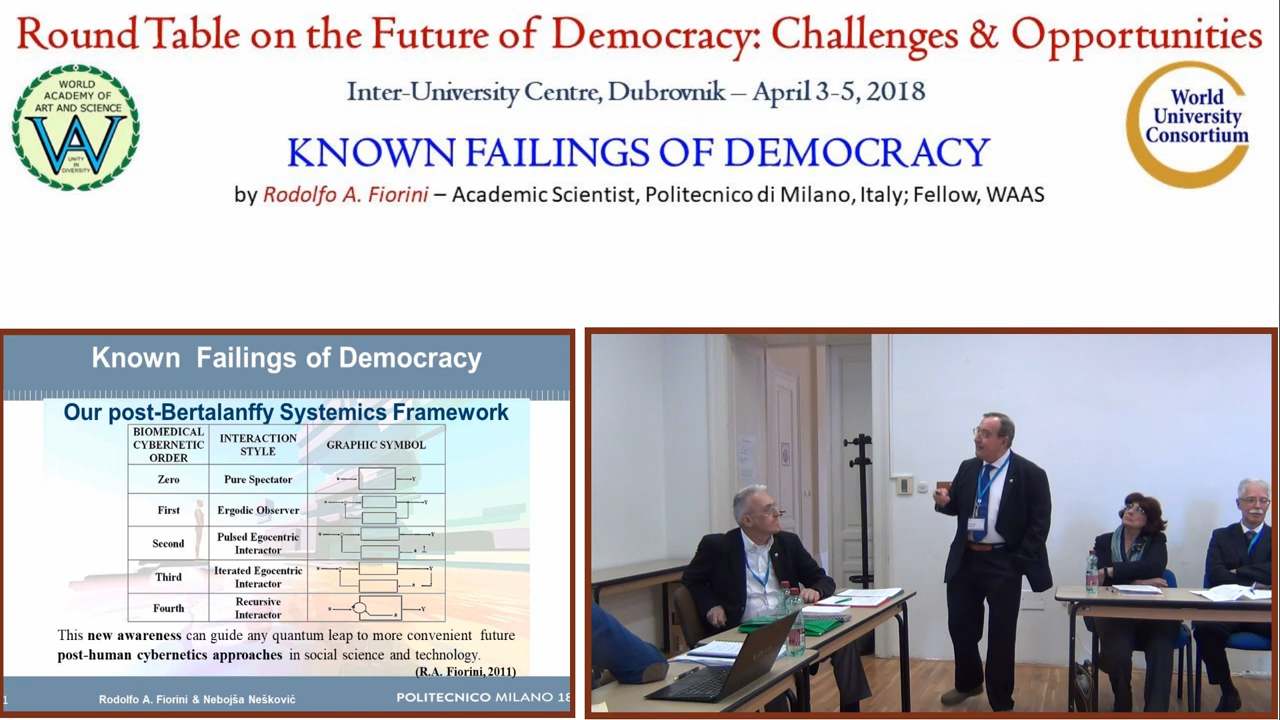 Round Table on the Future of Democracy: Challenges & Opportunities
WORLD
ACADEMY OF
ART AND SCIENCE
UNITY
IN
DIVERSITY
Inter-University Centre, Dubrovnik – April 3-5, 2018
World
University
Consortium
KNOWN FAILINGS OF DEMOCRACY
by Rodolfo A. Fiorini – Academic Scientist, Politecnico di Milano, Italy; Fellow, WAAS
Known Failings of Democracy
Our post-Bertalanffy Systemics Framework
BIOMEDICAL CYBERNETIC ORDER INTERACTION STYLE GRAPHIC SYMBOL
Zero Pure Spectator
First Ergodic Observer
Second Pulsed Egocentric Interactor
Third Iterated Egocentric Interactor
Fourth Recursive Interactor
This new awareness can guide any quantum leap to more convenient future
post-human cybernetics approaches in social science and technology.
(R.A. Fiorini, 2011)
1 Rodolfo A. Fiorini & Nebojša Nešković POLITECNICO MILANO 18